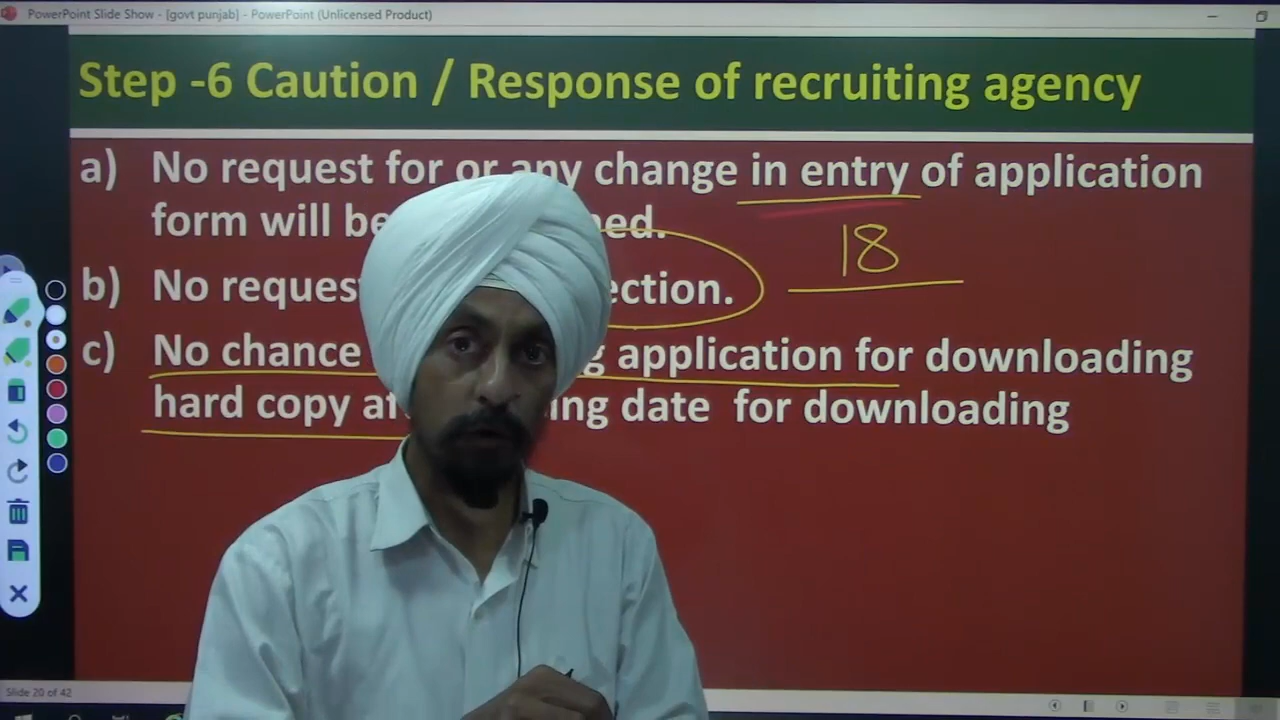 PowerPoint Slide Show - [govt punjab] - PowerPoint (Unlicensed Product)
Step -6 Caution / Response of recruiting agency
a) No request for or any change in entry of application
form will be ned.
18
b) No request ection.
c) No chance g application for downloading
hard copy af ing date for downloading
Slide 20 of 42